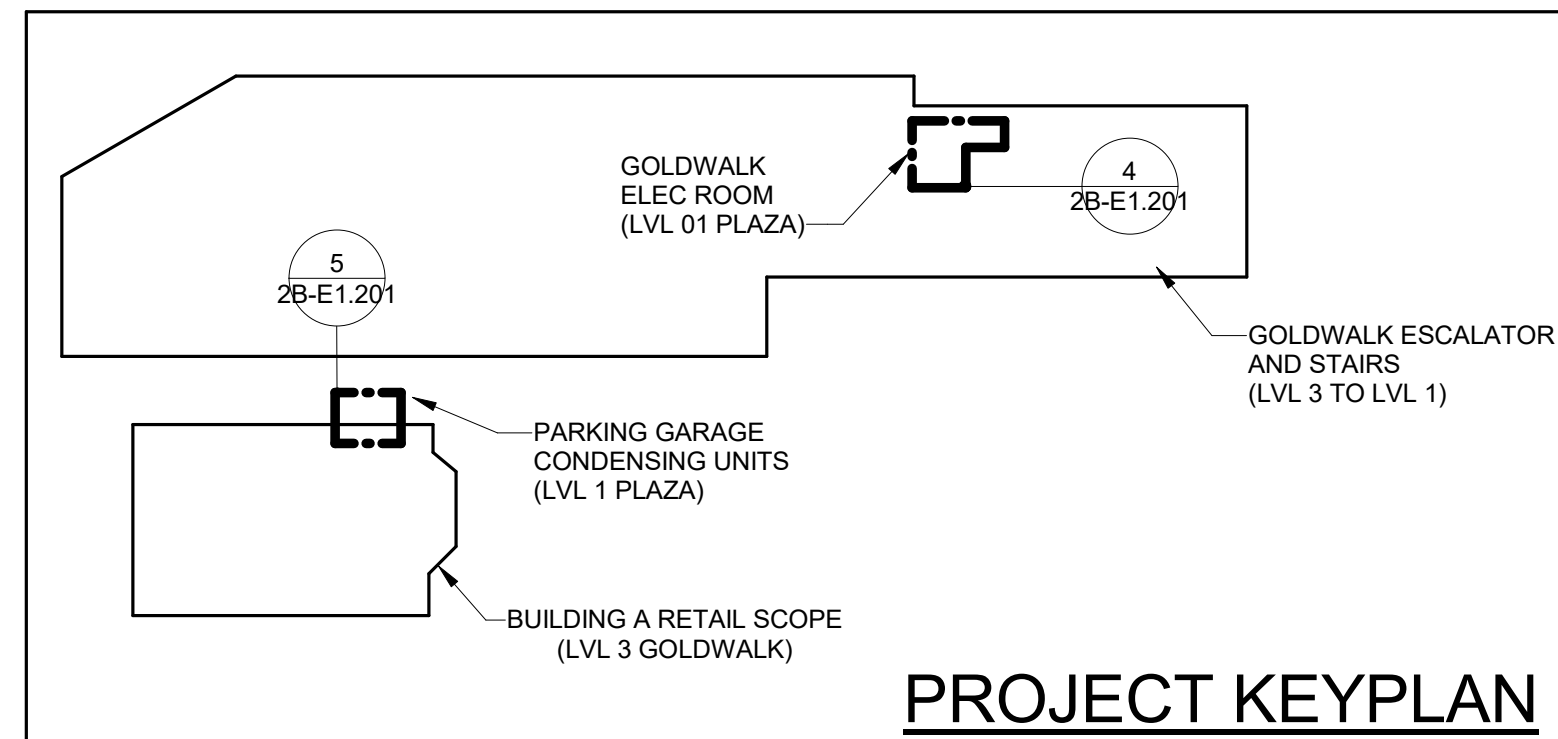 GOLDWALK
ELEC ROOM
(LVL 01 PLAZA)
4
2B-E1.201
5
2B-E1.201
GOLDWALK ESCALATOR
AND STAIRS
(LVL 3 TO LVL 1)
PARKING GARAGE
CONDENSING UNITS
(LVL 1 PLAZA)
BUILDING A RETAIL SCOPE
(LVL 3 GOLDWALK)
PROJECT KEYPLAN